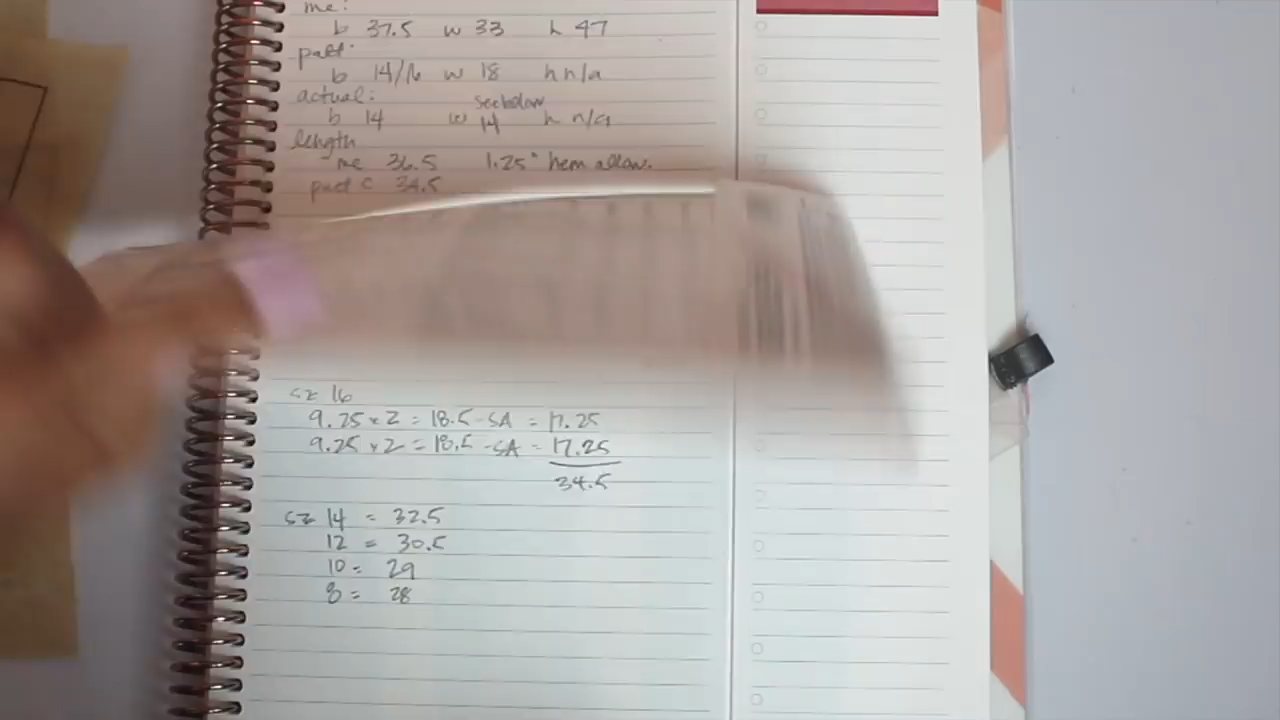 me:
b 37.5 w 33 h 47
patt:
b 14/16 w 18 h n/a
actual: see below
b 14 w 14 h n/a
length
me 36.5 1.25" hem allow.
patt C 34.5
sz 16
9.25 x 2 = 18.5 - SA = 17.25
9.25 x 2 = 18.5 - SA = 17.25
34.5
sz 14 = 32.5
12 = 30.5
10 = 29
8 = 28